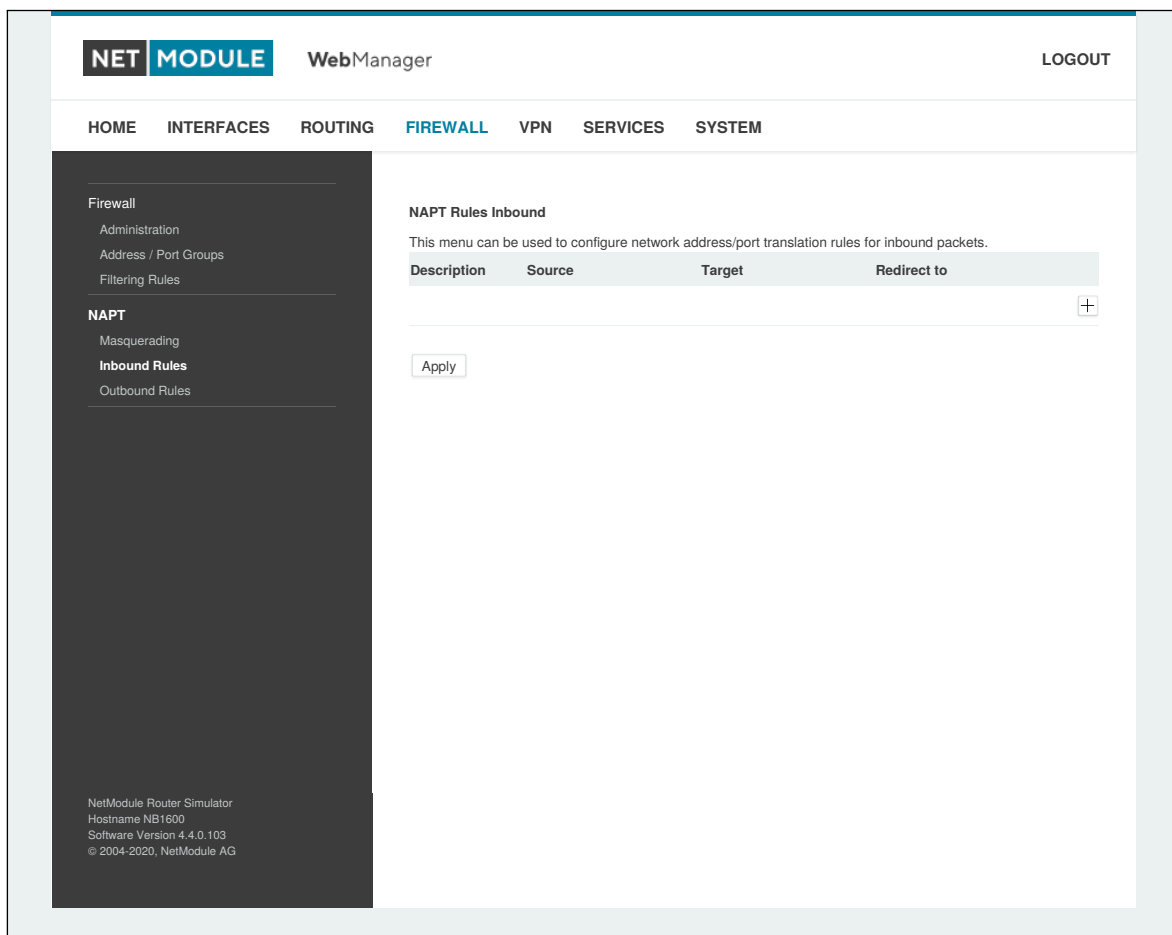 NET MODULE WebManager LOGOUT
HOME INTERFACES ROUTING FIREWALL VPN SERVICES SYSTEM
Firewall
Administration
Address / Port Groups
Filtering Rules
NAPT
Masquerading
Inbound Rules
Outbound Rules
NAPT Rules Inbound
This menu can be used to configure network address/port translation rules for inbound packets.
Description Source Target Redirect to
Apply
NetModule Router Simulator
Hostname NB1600
Software Version 4.4.0.103
© 2004-2020, NetModule AG